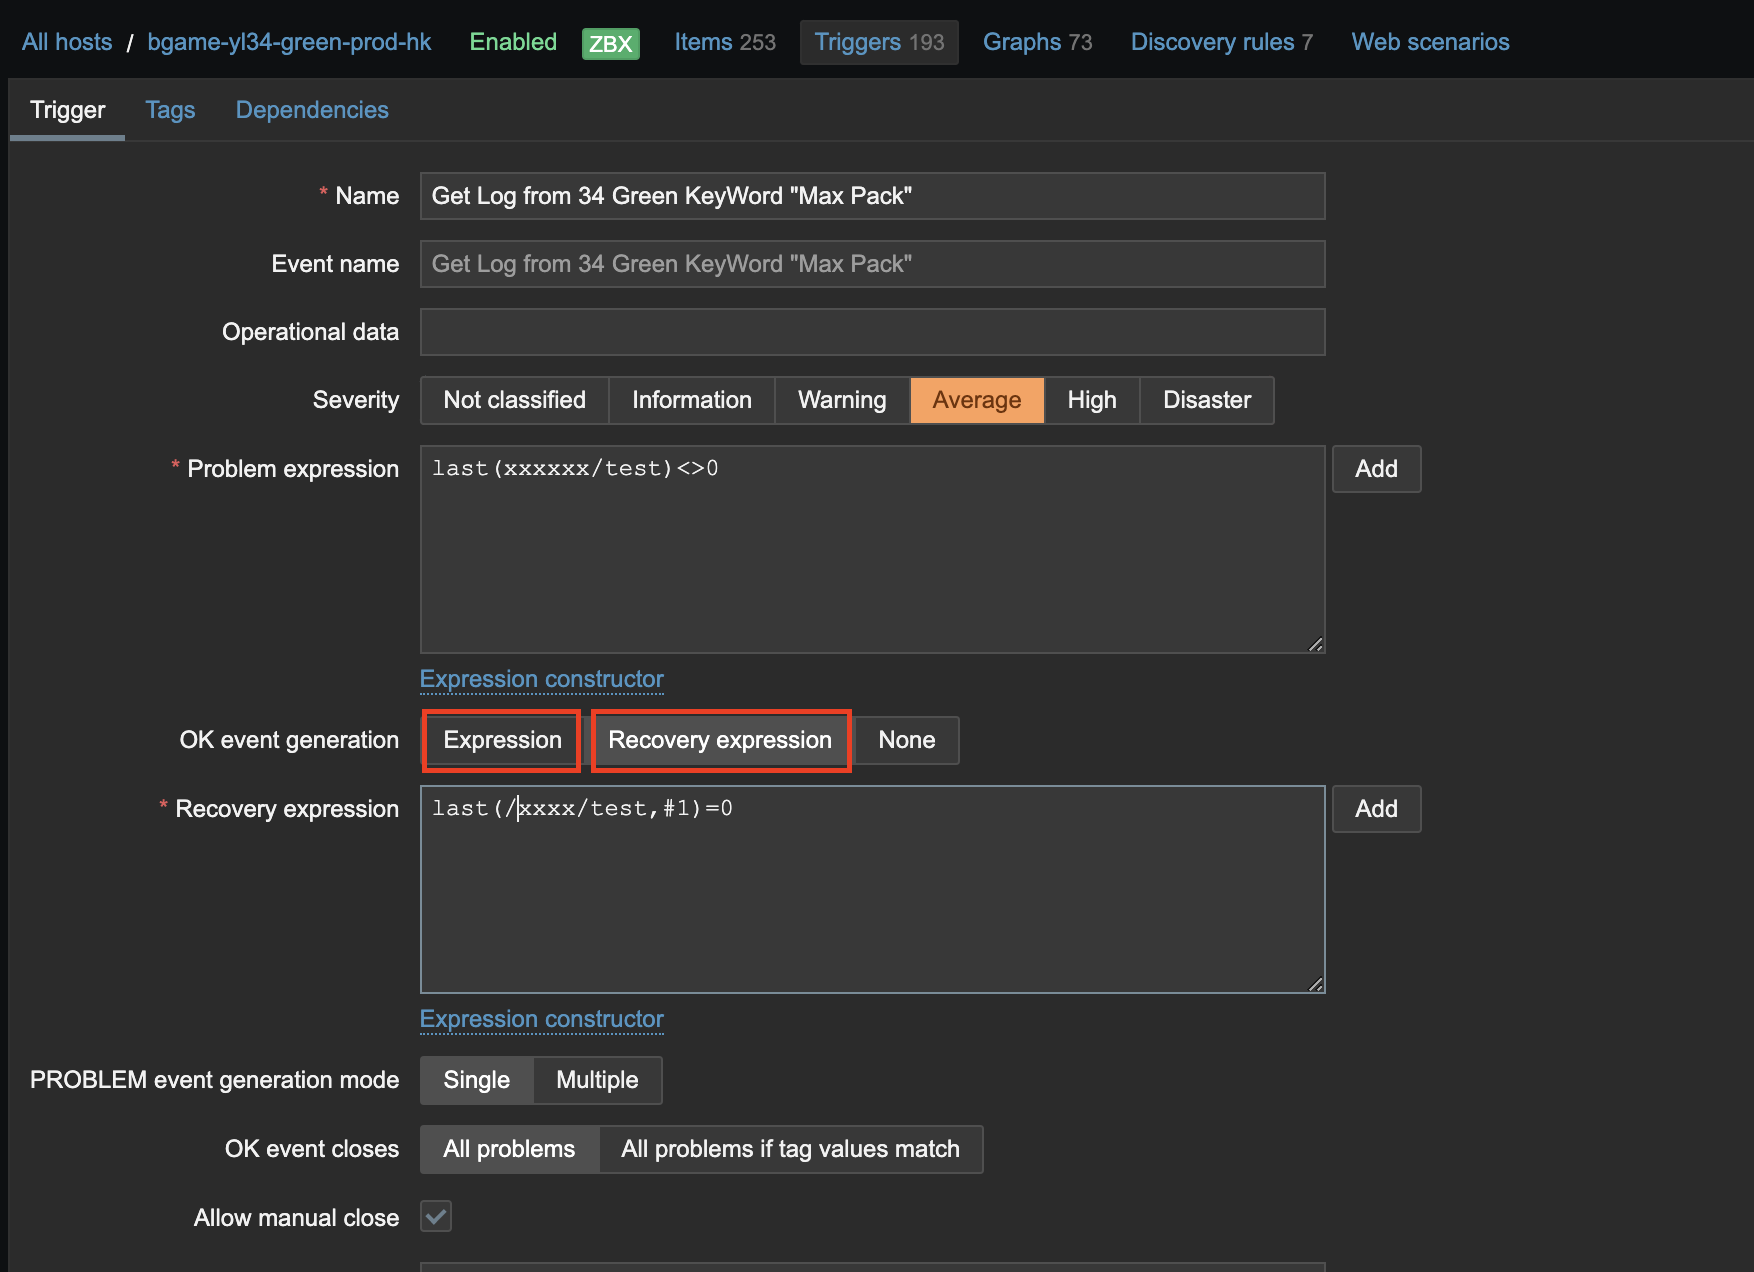 All hosts / bgame-yl34-green-prod-hk Enabled ZBX Items 253 Triggers 193 Graphs 73 Discovery rules 7 Web scenarios
Trigger Tags Dependencies
* Name Get Log from 34 Green KeyWord "Max Pack"
Event name Get Log from 34 Green KeyWord "Max Pack"
Operational data
Severity Not classified Information Warning Average High Disaster
* Problem expression last(xxxxxx/test)<>0 Add
Expression constructor
OK event generation Expression Recovery expression None
* Recovery expression last(/xxxx/test,#1)=0 Add
Expression constructor
PROBLEM event generation mode Single Multiple
OK event closes All problems All problems if tag values match
Allow manual close